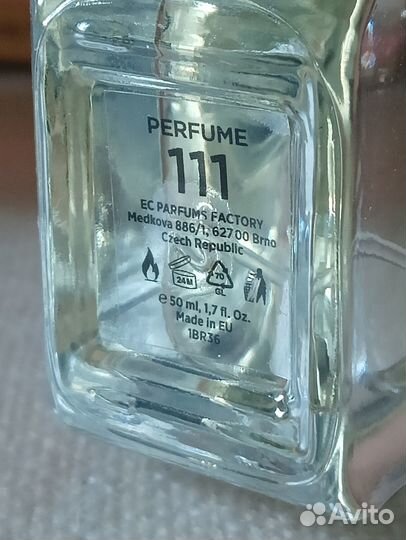 PERFUME
111
EC PARFUMS FACTORY
Medkova 886/1, 627 00 Brno
Czech Republic
24M
70
GL
℮ 50 ml, 1,7 fl. Oz.
Made in EU
1BR36
Avito